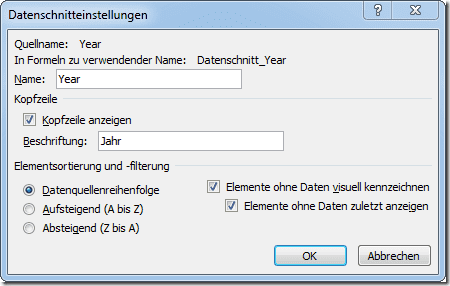 Datenschnitteinstellungen
Quellname: Year
In Formeln zu verwendender Name: Datenschnitt_Year
Name: Year
Kopfzeile
Kopfzeile anzeigen
Beschriftung: Jahr
Elementsortierung und -filterung
Datenquellenreihenfolge
Aufsteigend (A bis Z)
Absteigend (Z bis A)
Elemente ohne Daten visuell kennzeichnen
Elemente ohne Daten zuletzt anzeigen
OK Abbrechen